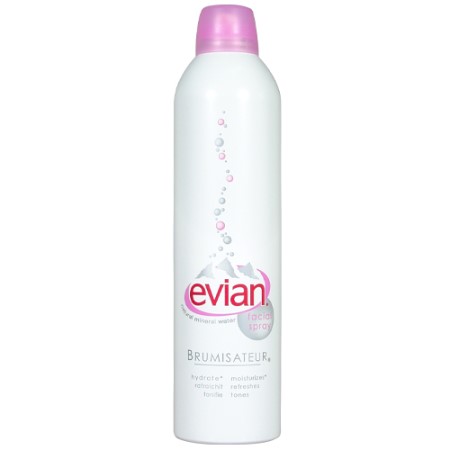 evian.
natural mineral water
facial
spray
BRUMISATEUR®
hydrate* moisturizes*
rafraîchit refreshes
tonifie tones